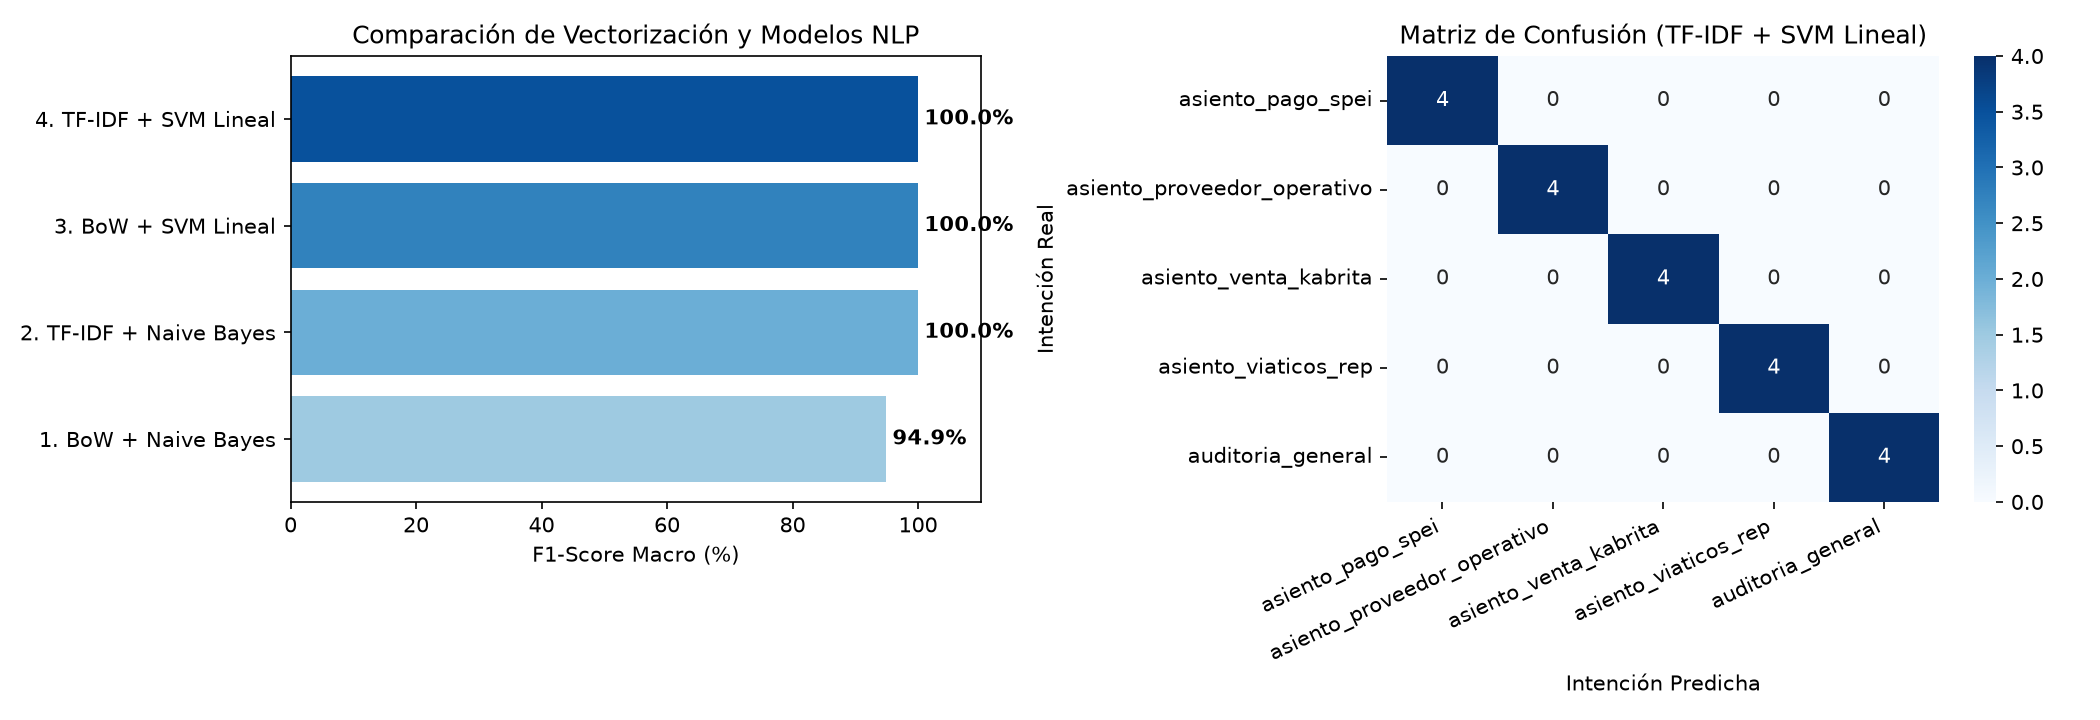 Comparación de Vectorización y Modelos NLP
4. TF-IDF + SVM Lineal
100.0%
3. BoW + SVM Lineal
100.0%
2. TF-IDF + Naive Bayes
100.0%
1. BoW + Naive Bayes
94.9%
0 20 40 60 80 100
F1-Score Macro (%)
Matriz de Confusión (TF-IDF + SVM Lineal)
Intención Real
asiento_pago_spei 4 0 0 0 0
asiento_proveedor_operativo 0 4 0 0 0
asiento_venta_kabrita 0 0 4 0 0
asiento_viaticos_rep 0 0 0 4 0
auditoria_general 0 0 0 0 4
asiento_pago_spei
asiento_proveedor_operativo
asiento_venta_kabrita
asiento_viaticos_rep
auditoria_general
Intención Predicha
4.0
3.5
3.0
2.5
2.0
1.5
1.0
0.5
0.0